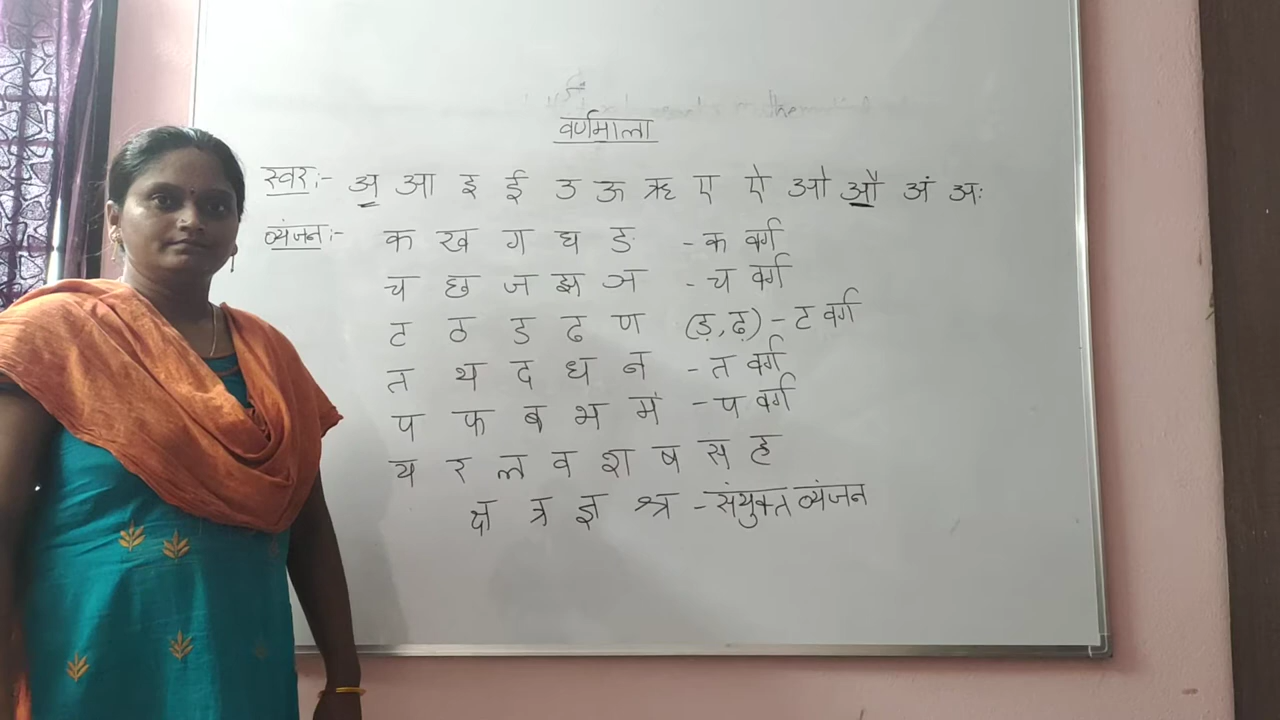 वर्णमाला
स्वर:- अ आ इ ई उ ऊ ऋ ए ऐ ओ औ अं अः
व्यंजन:- क ख ग घ ङ - क वर्ग
च छ ज झ ञ - च वर्ग
ट ठ ड ढ ण (ड़, ढ़) - ट वर्ग
त थ द ध न - त वर्ग
प फ ब भ म - प वर्ग
य र ल व श ष स ह
क्ष त्र ज्ञ श्र - संयुक्त व्यंजन